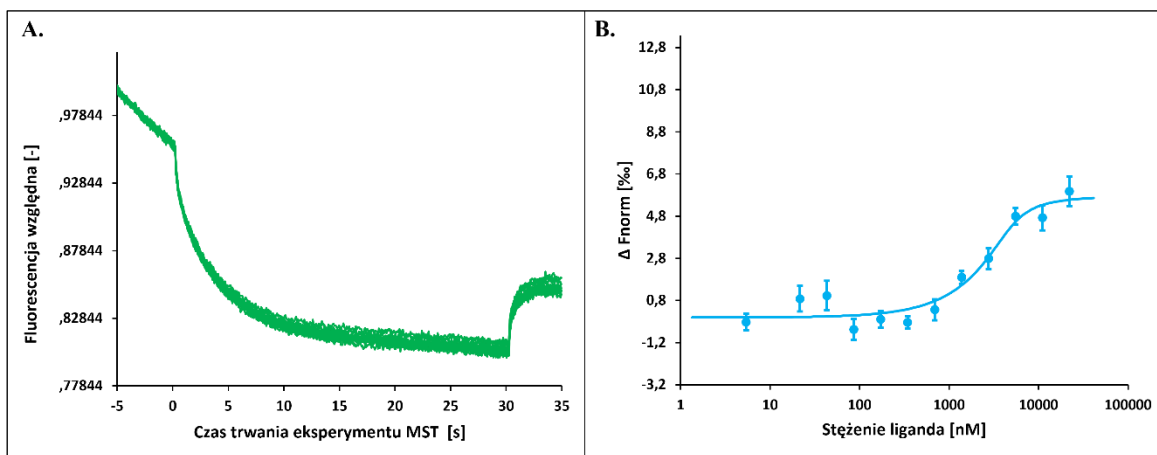 A.
Fluorescencja względna [-]
,97844
,92844
,87844
,82844
,77844
-5 0 5 10 15 20 25 30 35
Czas trwania eksperymentu MST [s]
B.
Δ Fnorm [‰]
12,8
10,8
8,8
6,8
4,8
2,8
0,8
-1,2
-3,2
1 10 100 1000 10000 100000
Stężenie liganda [nM]